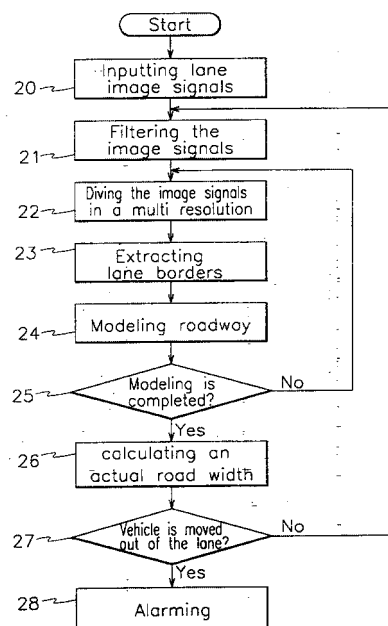 Start
20
Inputting lane
image signals
21
Filtering the
image signals
22
Diving the image signals
in a multi resolution
23
Extracting
lane borders
24
Modeling roadway
25
Modeling is
completed?
No
Yes
26
calculating an
actual road width
27
Vehicle is moved
out of the lane?
No
Yes
28
Alarming